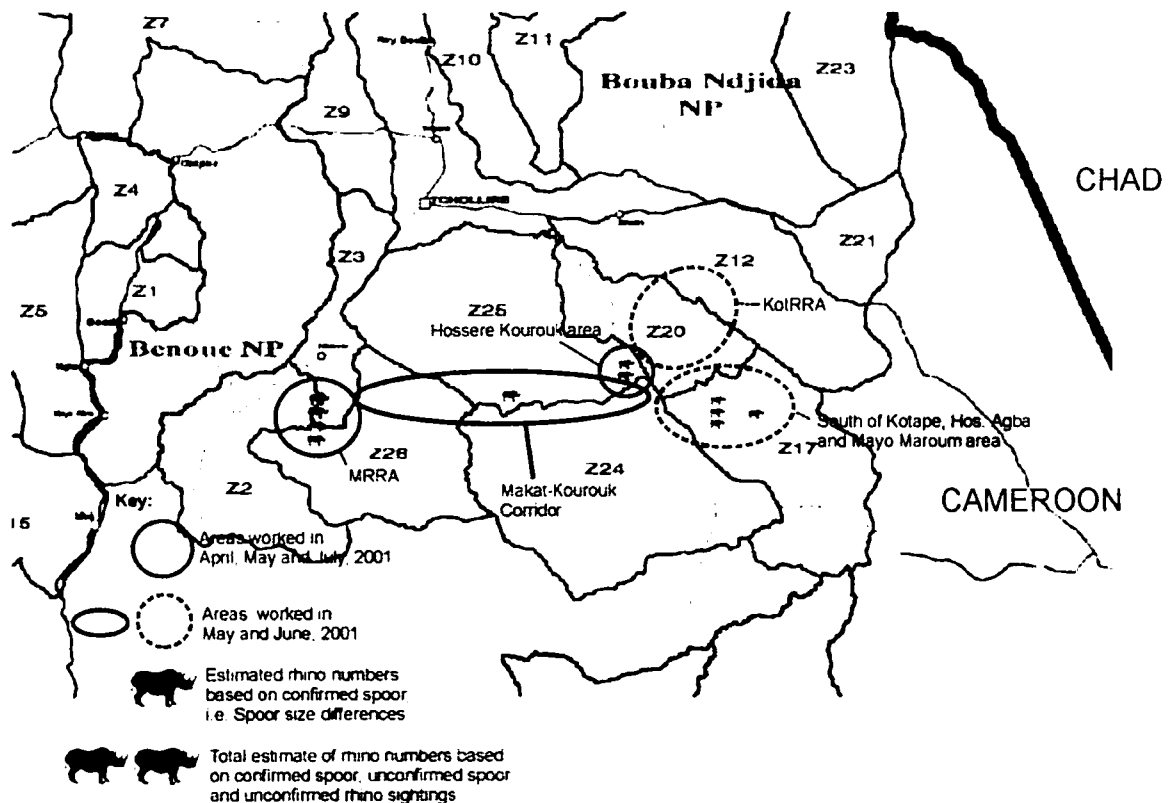 Z7
Z11
Z10
Z23
Bouba Ndjida
NP
Z9
CHAD
Z4
TCHOLLIRE
Z3
Z21
Z12
Z1
Z5
Z25
KotRRA
Hossere Kourouk area
Z20
Benoue NP
South of Kotape, Hos. Agba
and Mayo Maroum area
Z28
Z17
MRRA
Z24
Z2
Makat-Kourouk
Corridor
CAMEROON
Key:
15
Areas worked in
April, May and July, 2001
Areas worked in
May and June, 2001
Estimated rhino numbers
based on confirmed spoor
i.e. Spoor size differences
Total estimate of rhino numbers based
on confirmed spoor, unconfirmed spoor
and unconfirmed rhino sightings